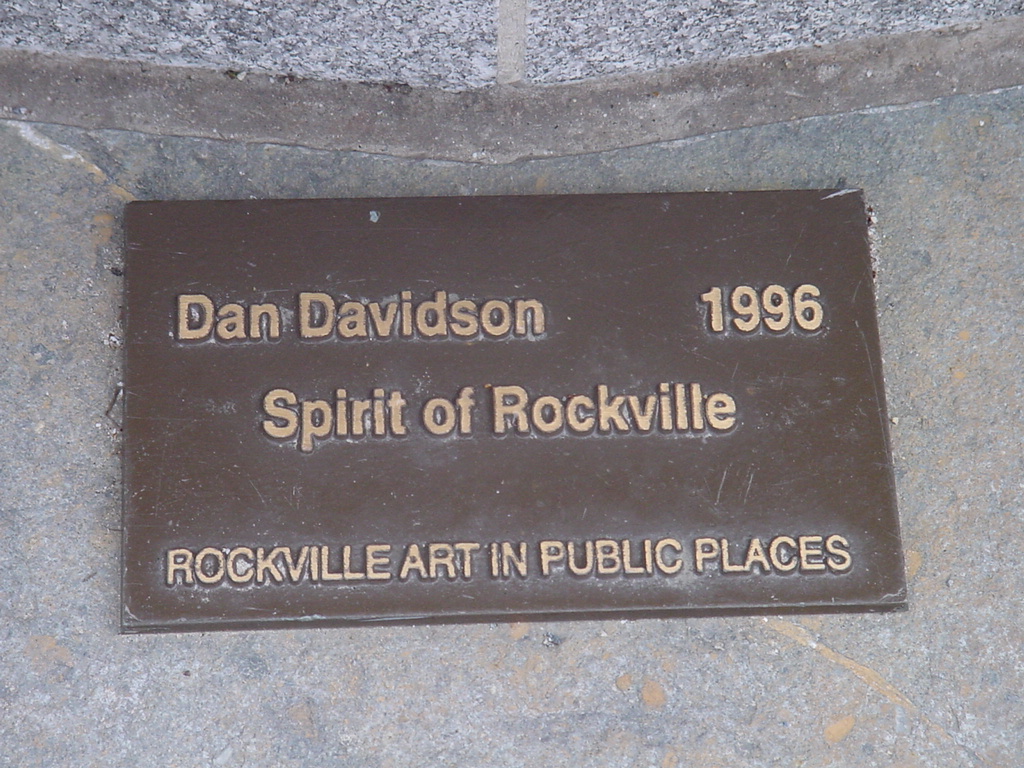 Dan Davidson 1996
Spirit of Rockville
ROCKVILLE ART IN PUBLIC PLACES